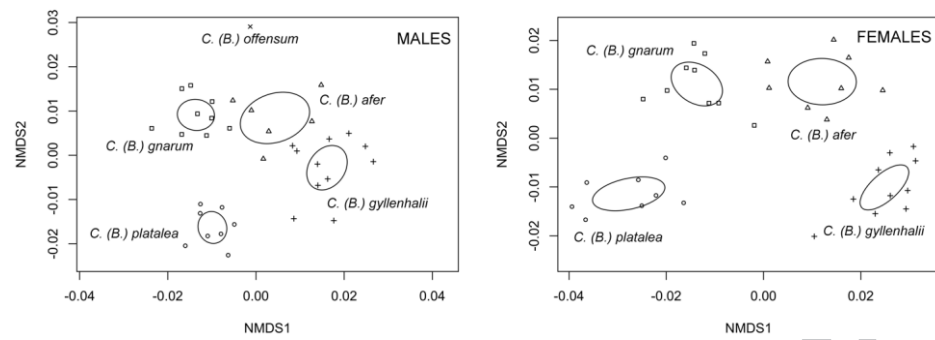 MALES
C. (B.) offensum
C. (B.) afer
C. (B.) gnarum
C. (B.) gyllenhalii
C. (B.) platalea
NMDS2
0.03
0.02
0.01
0.00
-0.01
-0.02
-0.04
-0.02
0.00
0.02
0.04
NMDS1
FEMALES
C. (B.) gnarum
C. (B.) afer
C. (B.) platalea
C. (B.) gyllenhalii
NMDS2
0.02
0.01
0.00
-0.01
-0.02
-0.04
-0.02
0.00
0.02
NMDS1